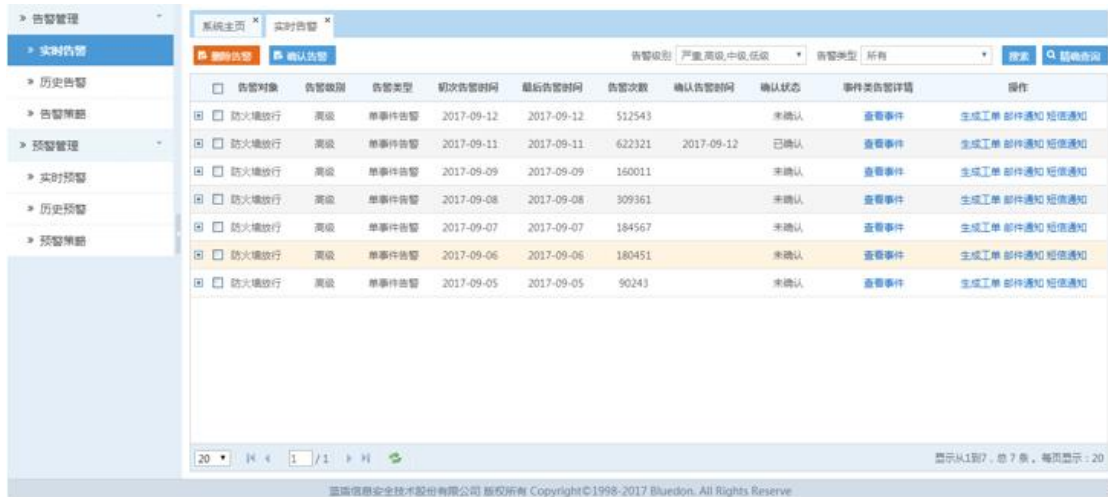 告警管理
实时告警
历史告警
告警策略
预警管理
实时预警
历史预警
预警策略
系统主页 × 实时告警 ×
删除告警 确认告警 告警级别 严重,高级,中级,低级 告警类型 所有 搜索 精确查询
告警对象 告警级别 告警类型 初次告警时间 最后告警时间 告警次数 确认告警时间 确认状态 事件类告警详情 操作
防火墙放行 高级 单事件告警 2017-09-12 2017-09-12 512543 未确认 查看事件 生成工单 邮件通知 短信通知
防火墙放行 高级 单事件告警 2017-09-11 2017-09-11 622321 2017-09-12 已确认 查看事件 生成工单 邮件通知 短信通知
防火墙放行 高级 单事件告警 2017-09-09 2017-09-09 160011 未确认 查看事件 生成工单 邮件通知 短信通知
防火墙放行 高级 单事件告警 2017-09-08 2017-09-08 309361 未确认 查看事件 生成工单 邮件通知 短信通知
防火墙放行 高级 单事件告警 2017-09-07 2017-09-07 184567 未确认 查看事件 生成工单 邮件通知 短信通知
防火墙放行 高级 单事件告警 2017-09-06 2017-09-06 180451 未确认 查看事件 生成工单 邮件通知 短信通知
防火墙放行 高级 单事件告警 2017-09-05 2017-09-05 90243 未确认 查看事件 生成工单 邮件通知 短信通知
20 1 / 1 显示从1到7，总 7 条。每页显示：20
蓝盾信息安全技术股份有限公司 版权所有 Copyright©1998-2017 Bluedon. All Rights Reserve